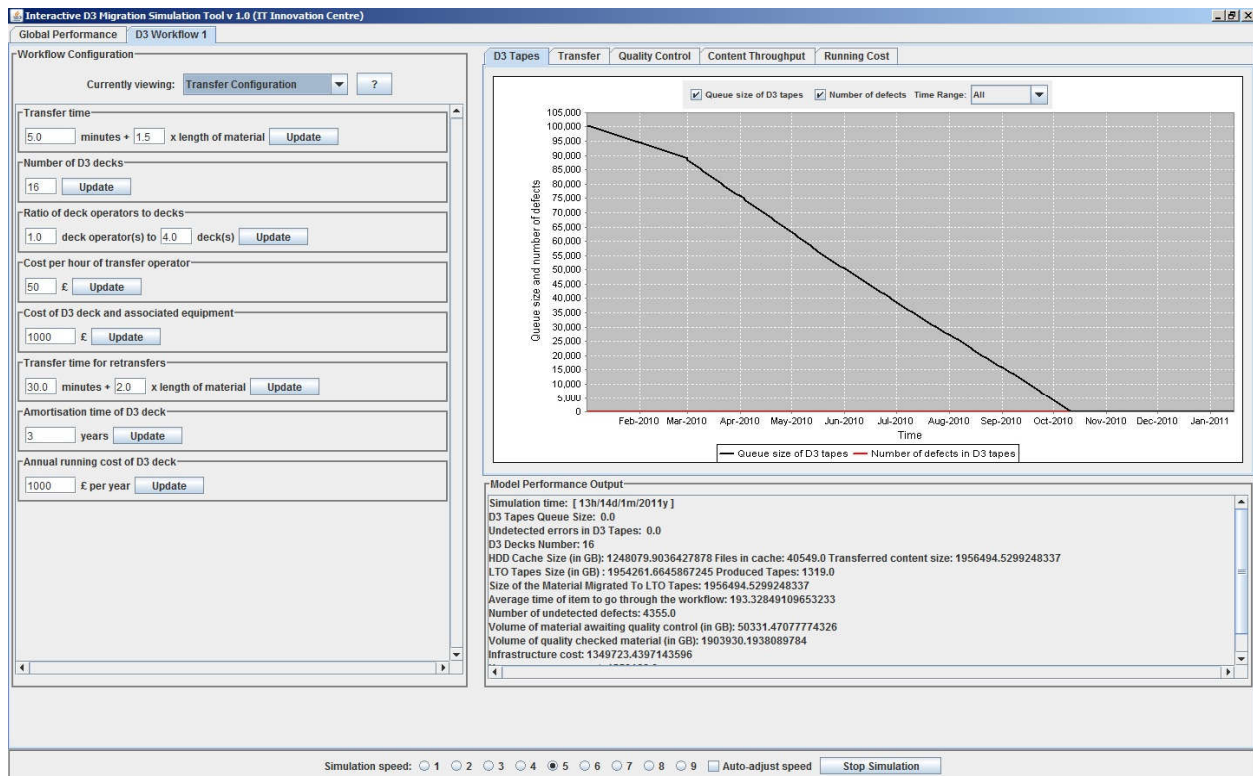 Interactive D3 Migration Simulation Tool v 1.0 (IT Innovation Centre)
Global Performance D3 Workflow 1
Workflow Configuration
Currently viewing: Transfer Configuration ?
Transfer time
5.0 minutes + 1.5 x length of material Update
Number of D3 decks
16 Update
Ratio of deck operators to decks
1.0 deck operator(s) to 4.0 deck(s) Update
Cost per hour of transfer operator
50 £ Update
Cost of D3 deck and associated equipment
1000 £ Update
Transfer time for retransfers
30.0 minutes + 2.0 x length of material Update
Amortisation time of D3 deck
3 years Update
Annual running cost of D3 deck
1000 £ per year Update
D3 Tapes Transfer Quality Control Content Throughput Running Cost
Queue size of D3 tapes Number of defects Time Range: All
Queue size and number of defects
105,000
100,000
95,000
90,000
85,000
80,000
75,000
70,000
65,000
60,000
55,000
50,000
45,000
40,000
35,000
30,000
25,000
20,000
15,000
10,000
5,000
0
Feb-2010 Mar-2010 Apr-2010 May-2010 Jun-2010 Jul-2010 Aug-2010 Sep-2010 Oct-2010 Nov-2010 Dec-2010 Jan-2011
Time
Queue size of D3 tapes Number of defects in D3 tapes
Model Performance Output
Simulation time: [ 13h/14d/1m/2011y ]
D3 Tapes Queue Size: 0.0
Undetected errors in D3 Tapes: 0.0
D3 Decks Number: 16
HDD Cache Size (in GB): 1248079.9036427878 Files in cache: 40549.0 Transferred content size: 1956494.5299248337
LTO Tapes Size (in GB) : 1954261.6645867245 Produced Tapes: 1319.0
Size of the Material Migrated To LTO Tapes: 1956494.5299248337
Average time of item to go through the workflow: 193.32849109653233
Number of undetected defects: 4355.0
Volume of material awaiting quality control (in GB): 50331.47077774326
Volume of quality checked material (in GB): 1903930.1938089784
Infrastructure cost: 1349723.4397143596
Simulation speed: 1 2 3 4 5 6 7 8 9 Auto-adjust speed Stop Simulation